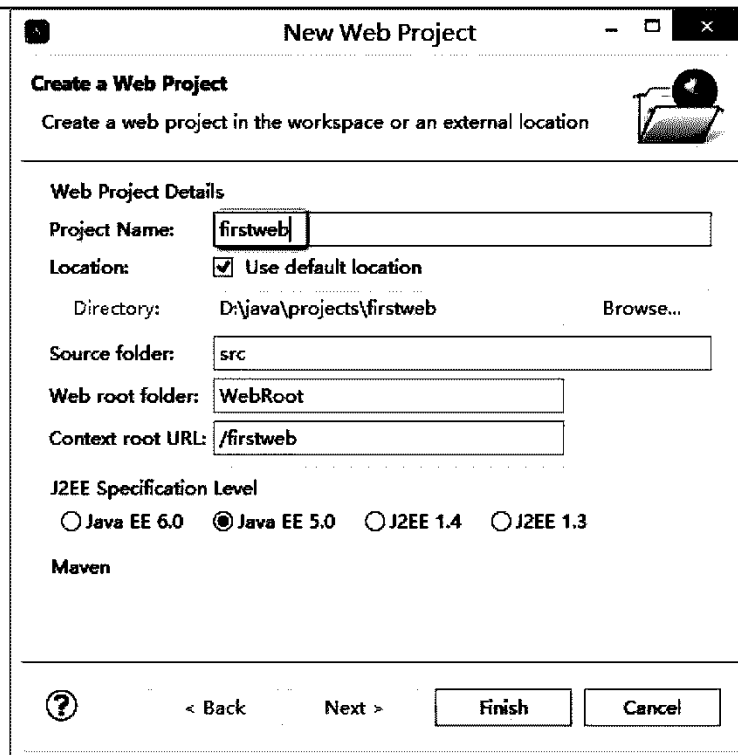 New Web Project
Create a Web Project
Create a web project in the workspace or an external location
Web Project Details
Project Name: firstweb
Location: Use default location
Directory: D:\java\projects\firstweb Browse...
Source folder: src
Web root folder: WebRoot
Context root URL: /firstweb
J2EE Specification Level
Java EE 6.0 Java EE 5.0 J2EE 1.4 J2EE 1.3
Maven
? < Back Next > Finish Cancel